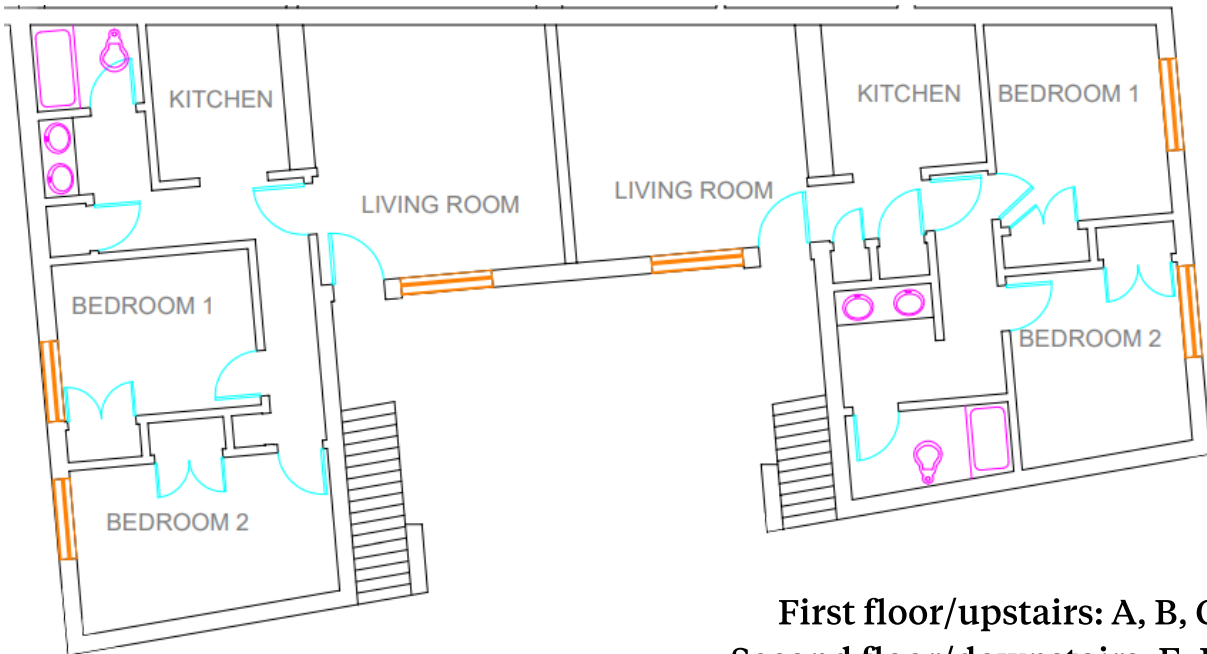 KITCHEN
LIVING ROOM
LIVING ROOM
KITCHEN
BEDROOM 1
BEDROOM 1
BEDROOM 2
BEDROOM 2
First floor/upstairs: A, B,